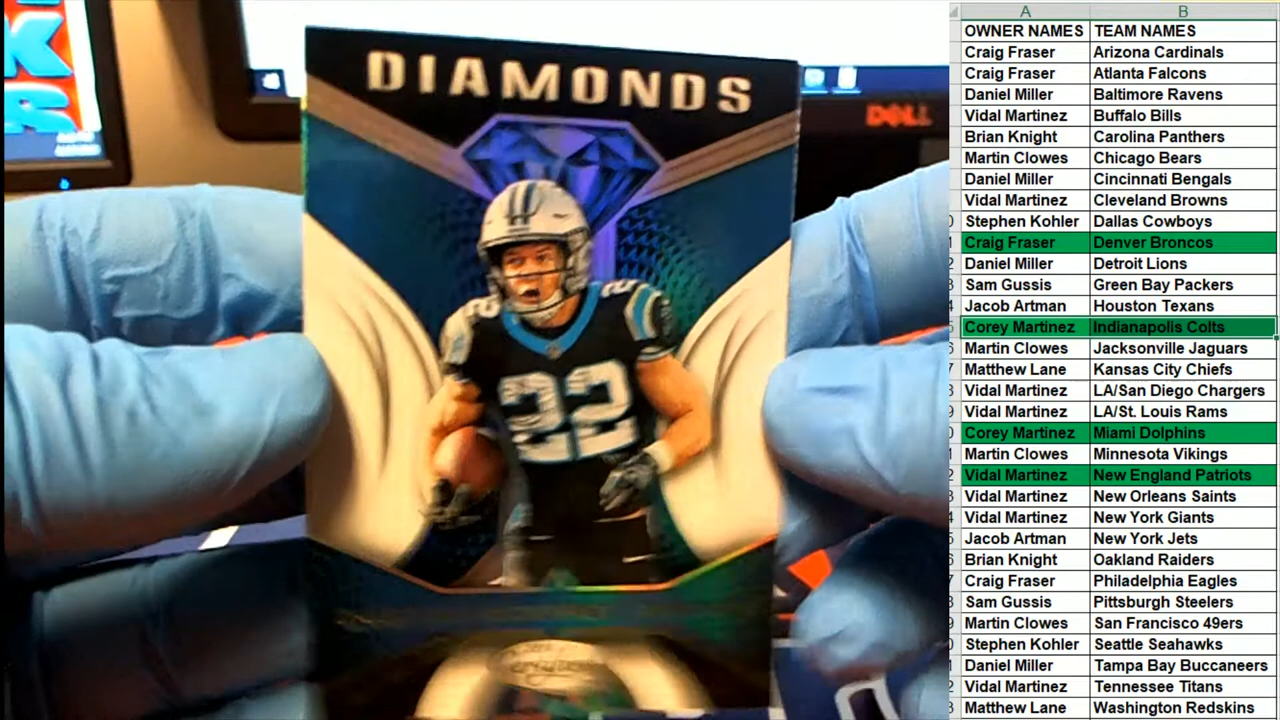 DIAMONDS
22
22
DELL
A B
OWNER NAMES TEAM NAMES
Craig Fraser Arizona Cardinals
Craig Fraser Atlanta Falcons
Daniel Miller Baltimore Ravens
Vidal Martinez Buffalo Bills
Brian Knight Carolina Panthers
Martin Clowes Chicago Bears
Daniel Miller Cincinnati Bengals
Vidal Martinez Cleveland Browns
Stephen Kohler Dallas Cowboys
Craig Fraser Denver Broncos
Daniel Miller Detroit Lions
Sam Gussis Green Bay Packers
Jacob Artman Houston Texans
Corey Martinez Indianapolis Colts
Martin Clowes Jacksonville Jaguars
Matthew Lane Kansas City Chiefs
Vidal Martinez LA/San Diego Chargers
Vidal Martinez LA/St. Louis Rams
Corey Martinez Miami Dolphins
Martin Clowes Minnesota Vikings
Vidal Martinez New England Patriots
Vidal Martinez New Orleans Saints
Vidal Martinez New York Giants
Jacob Artman New York Jets
Brian Knight Oakland Raiders
Craig Fraser Philadelphia Eagles
Sam Gussis Pittsburgh Steelers
Martin Clowes San Francisco 49ers
Stephen Kohler Seattle Seahawks
Daniel Miller Tampa Bay Buccaneers
Vidal Martinez Tennessee Titans
Matthew Lane Washington Redskins